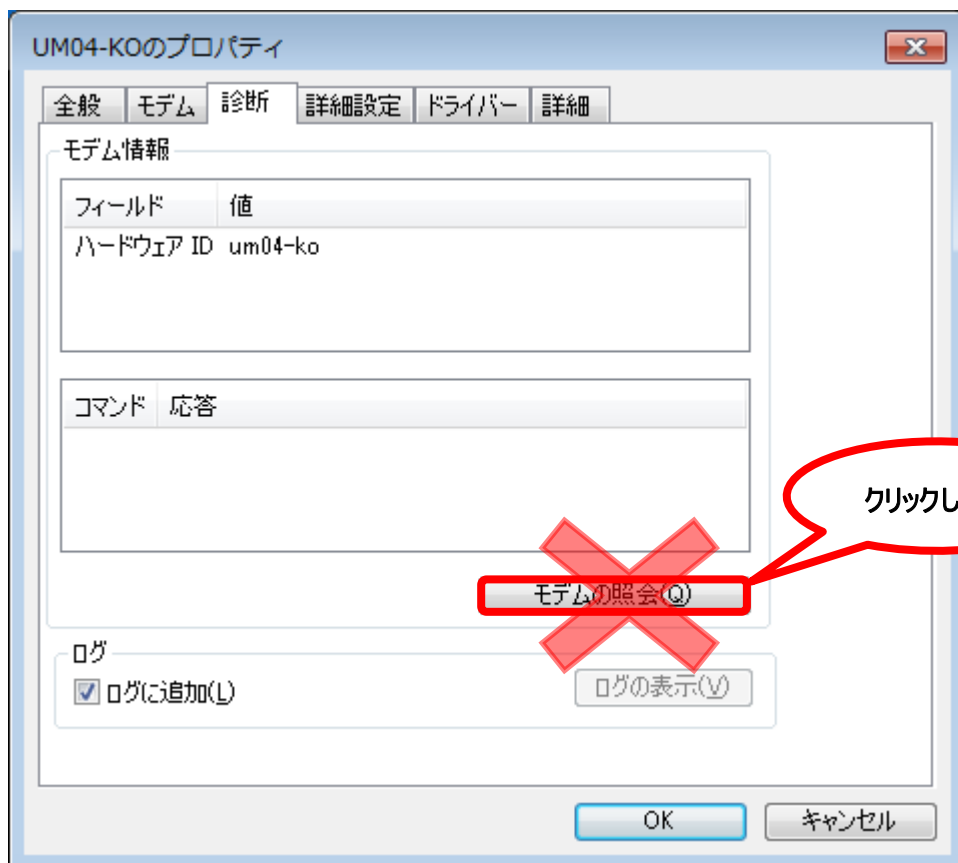 UM04-KOのプロパティ
全般 モデム 診断 詳細設定 ドライバー 詳細
モデム情報
フィールド 値
ハードウェア ID um04-ko
コマンド 応答
クリックし
モデムの照会(Q)
ログ
ログに追加(L) ログの表示(V)
OK キャンセル